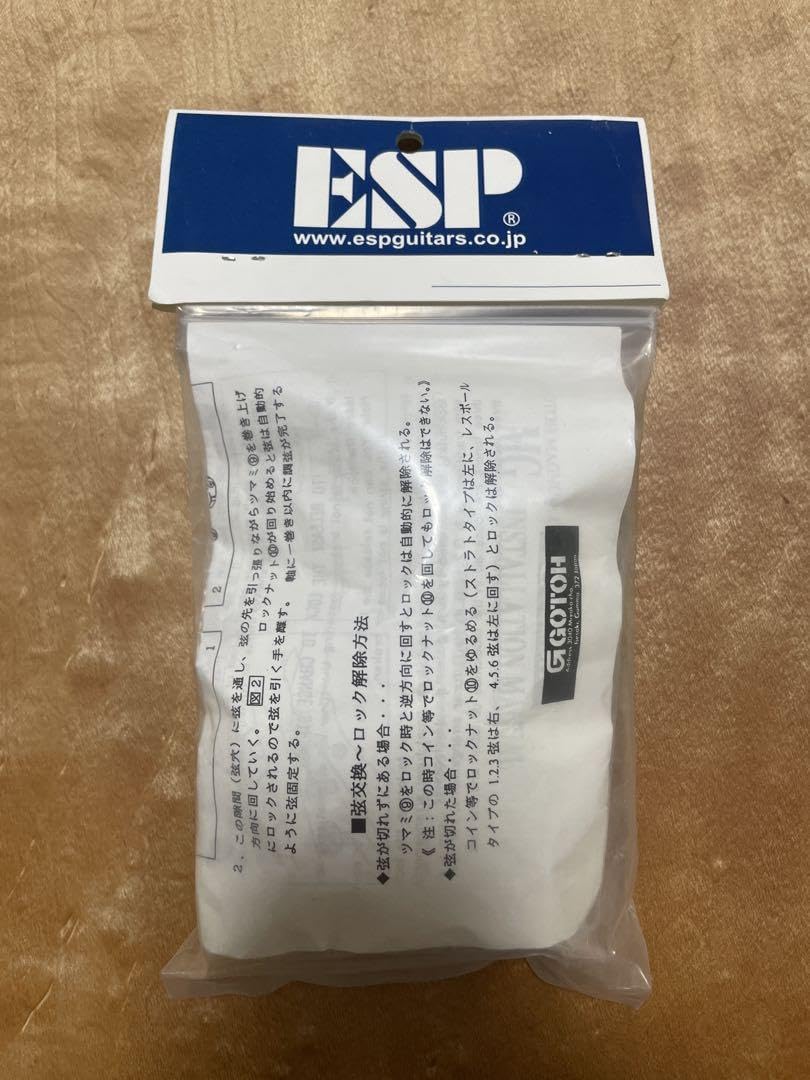 ESP®
www.espguitars.co.jp
1
2
2、この隙間（弦穴）に弦を通し、弦の先を引っ張りながらツマミ⑨を巻き上げ
方向に回していく。 図2 ロックナット⑩が回り始めると弦は自動的
にロックされるので弦を引く手を離す。 軸に一巻き以内に調弦が完了する
ように弦固定する。
■弦交換～ロック解除方法
◆弦が切れずにある場合・・・
ツマミ⑨をロック時と逆方向に回すとロックは自動的に解除される。
《 注：この時コイン等でロックナット⑩を回してもロック解除はできない。》
◆弦が切れた場合・・・
コイン等でロックナット⑩をゆるめる（ストラトタイプは左に、レスポール
タイプの 1.2.3 弦は右、 4.5.6 弦は左に回す）とロックは解除される。
GOTOH